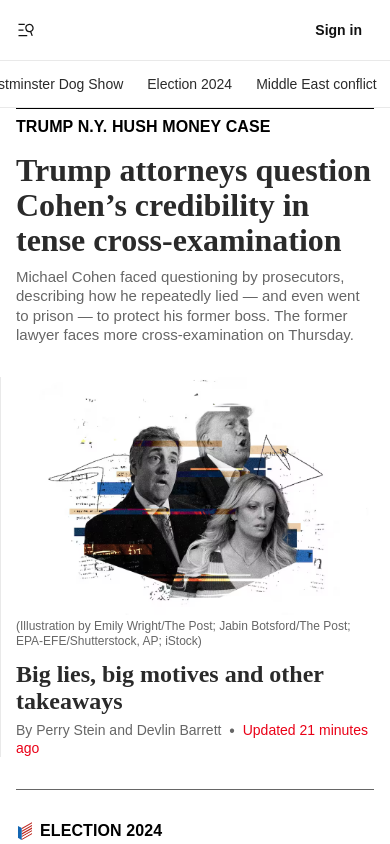 Sign in
stminster Dog Show Election 2024 Middle East conflict
TRUMP N.Y. HUSH MONEY CASE
Trump attorneys question
Cohen’s credibility in
tense cross-examination
Michael Cohen faced questioning by prosecutors,
describing how he repeatedly lied — and even went
to prison — to protect his former boss. The former
lawyer faces more cross-examination on Thursday.
(Illustration by Emily Wright/The Post; Jabin Botsford/The Post;
EPA-EFE/Shutterstock, AP; iStock)
Big lies, big motives and other
takeaways
By Perry Stein and Devlin Barrett • Updated 21 minutes
ago
ELECTION 2024